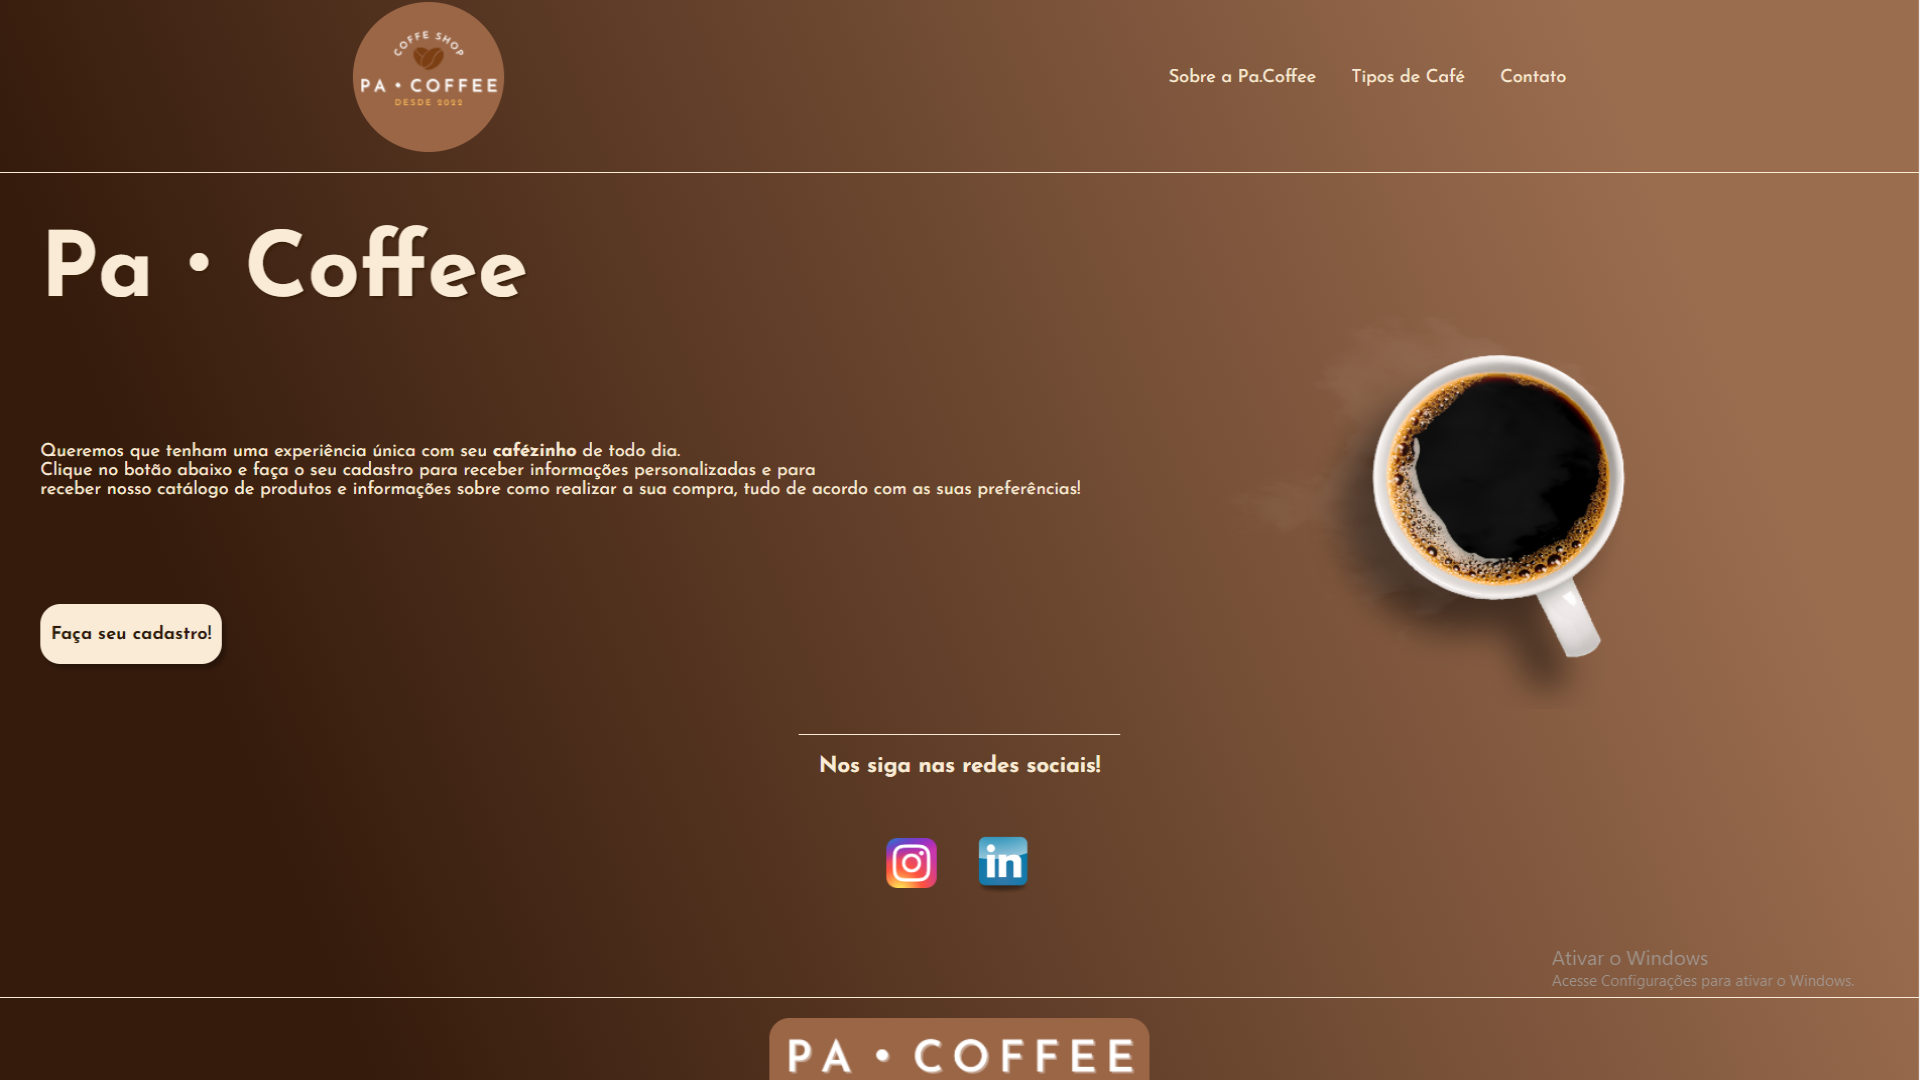 COFFE SHOP
PA • COFFEE
DESDE 2022
Sobre a Pa.Coffee
Tipos de Café
Contato
Pa • Coffee
Queremos que tenham uma experiência única com seu cafézinho de todo dia.
Clique no botão abaixo e faça o seu cadastro para receber informações personalizadas e para
receber nosso catálogo de produtos e informações sobre como realizar a sua compra, tudo de acordo com as suas preferências!
Faça seu cadastro!
Nos siga nas redes sociais!
in
Ativar o Windows
Acesse Configurações para ativar o Windows.
PA • COFFEE